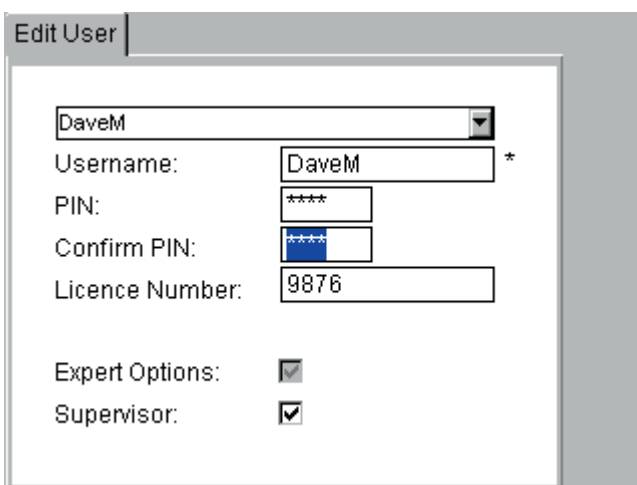 Edit User
DaveM
Username: DaveM *
PIN: ****
Confirm PIN: ****
Licence Number: 9876
Expert Options:
Supervisor: